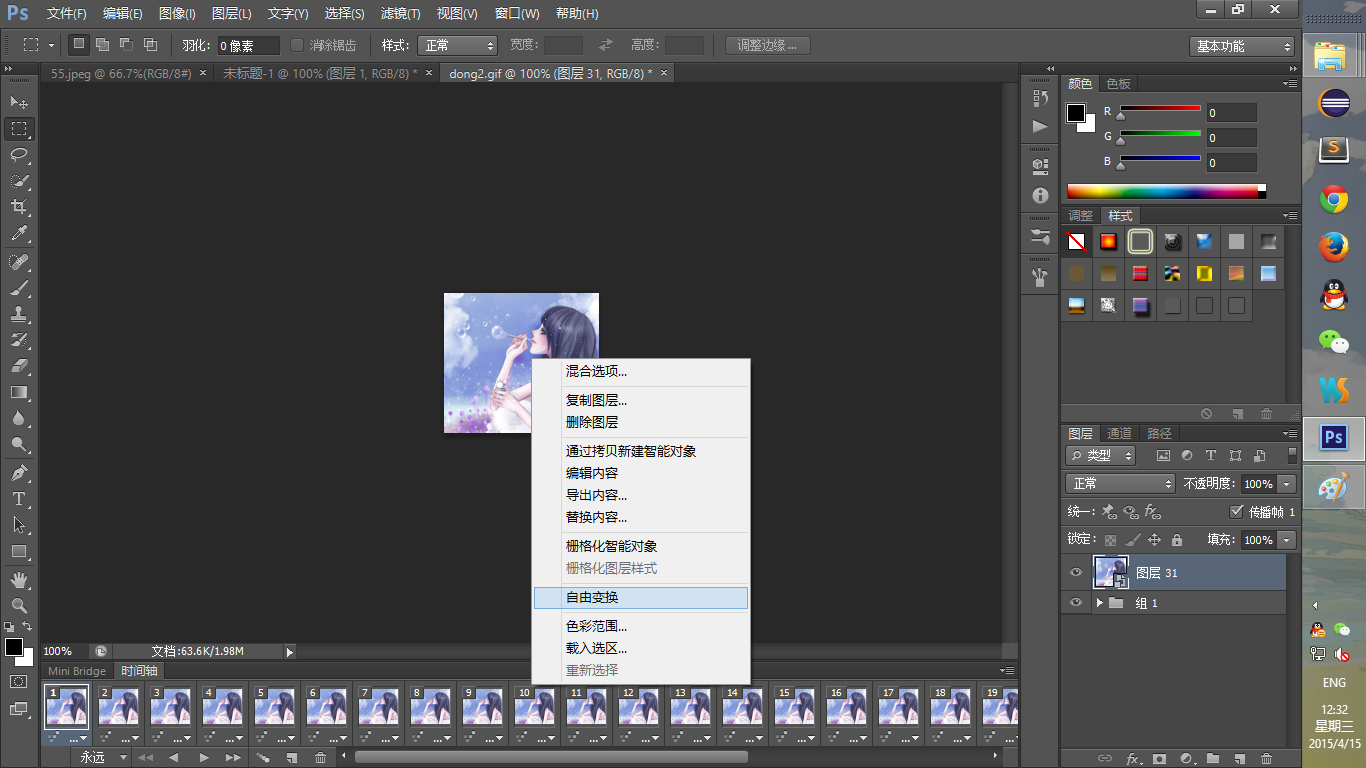 Ps 文件(F) 编辑(E) 图像(I) 图层(L) 文字(Y) 选择(S) 滤镜(T) 视图(V) 窗口(W) 帮助(H)
羽化: 0 像素 消除锯齿 样式: 正常 宽度: 高度: 调整边缘... 基本功能
55.jpeg @ 66.7%(RGB/8#) × 未标题-1 @ 100% (图层 1, RGB/8) * × dong2.gif @ 100% (图层 31, RGB/8) * ×
颜色 色板
R 0
G 0
B 0
调整 样式
混合选项...
复制图层...
删除图层
通过拷贝新建智能对象
编辑内容
导出内容...
替换内容...
栅格化智能对象
栅格化图层样式
自由变换
色彩范围...
载入选区...
重新选择
图层 通道 路径
类型
正常 不透明度: 100%
统一: 传播帧 1
锁定: 填充: 100%
图层 31
组 1
100% 文档:63.6K/1.98M
Mini Bridge 时间轴
1 2 3 4 5 6 7 8 9 10 11 12 13 14 15 16 17 18 19
永远
Ps
ENG
12:32
星期三
2015/4/15